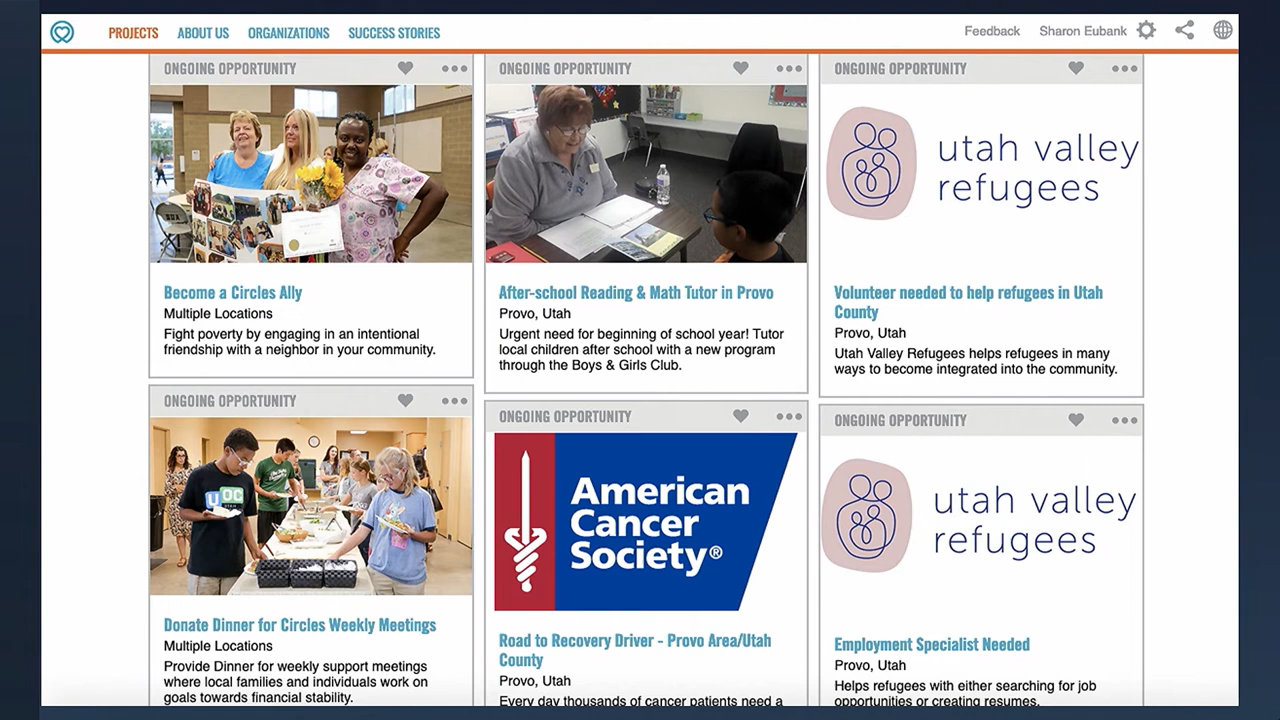 PROJECTS ABOUT US ORGANIZATIONS SUCCESS STORIES Feedback Sharon Eubank
ONGOING OPPORTUNITY
Become a Circles Ally
Multiple Locations
Fight poverty by engaging in an intentional
friendship with a neighbor in your community.
ONGOING OPPORTUNITY
After-school Reading & Math Tutor in Provo
Provo, Utah
Urgent need for beginning of school year! Tutor
local children after school with a new program
through the Boys & Girls Club.
ONGOING OPPORTUNITY
utah valley
refugees
Volunteer needed to help refugees in Utah
County
Provo, Utah
Utah Valley Refugees helps refugees in many
ways to become integrated into the community.
ONGOING OPPORTUNITY
UOC
UTAH
Donate Dinner for Circles Weekly Meetings
Multiple Locations
Provide Dinner for weekly support meetings
where local families and individuals work on
goals towards financial stability.
ONGOING OPPORTUNITY
American
Cancer
Society®
Road to Recovery Driver - Provo Area/Utah
County
Provo, Utah
Every day thousands of cancer patients need a
ONGOING OPPORTUNITY
utah valley
refugees
Employment Specialist Needed
Provo, Utah
Helps refugees with either searching for job
opportunities or creating resumes.